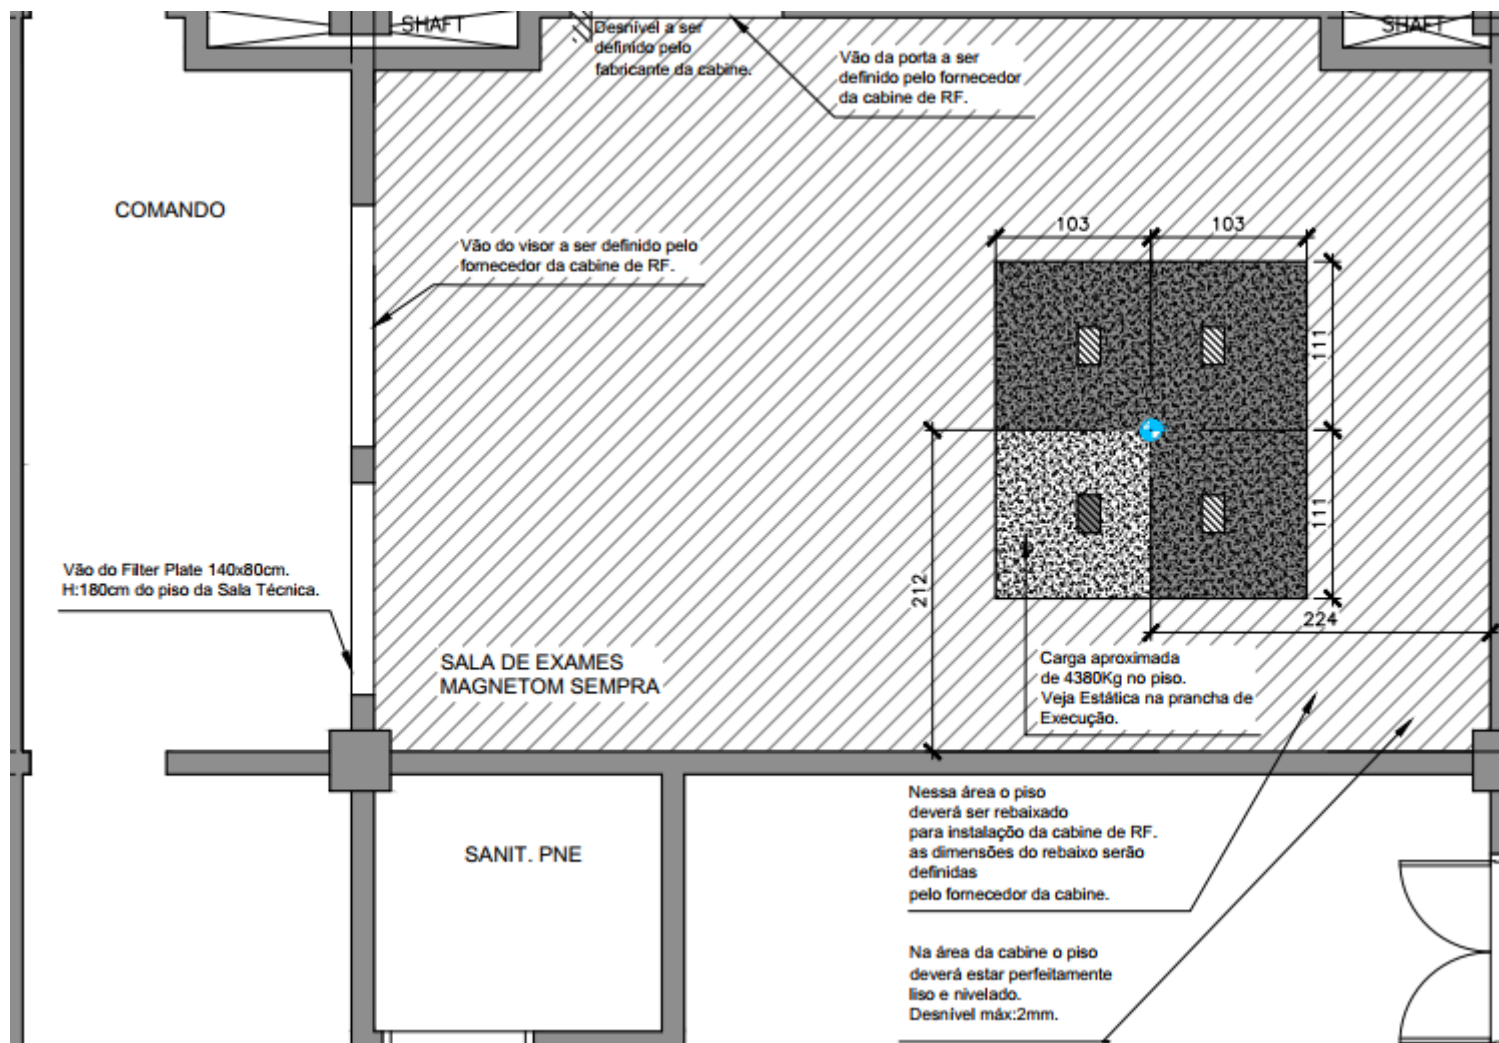 SHAFT
SHAFT
Desnível a ser
definido pelo
fabricante da cabine.
Vão da porta a ser
definido pelo fornecedor
da cabine de RF.
COMANDO
103
103
Vão do visor a ser definido pelo
fornecedor da cabine de RF.
111
111
212
224
Vão do Filter Plate 140x80cm.
H:180cm do piso da Sala Técnica.
SALA DE EXAMES
MAGNETOM SEMPRA
Carga aproximada
de 4380Kg no piso.
Veja Estática na prancha de
Execução.
Nessa área o piso
deverá ser rebaixado
para instalação da cabine de RF.
as dimensões do rebaixo serão
definidas
pelo fornecedor da cabine.
SANIT. PNE
Na área da cabine o piso
deverá estar perfeitamente
liso e nivelado.
Desnível máx:2mm.